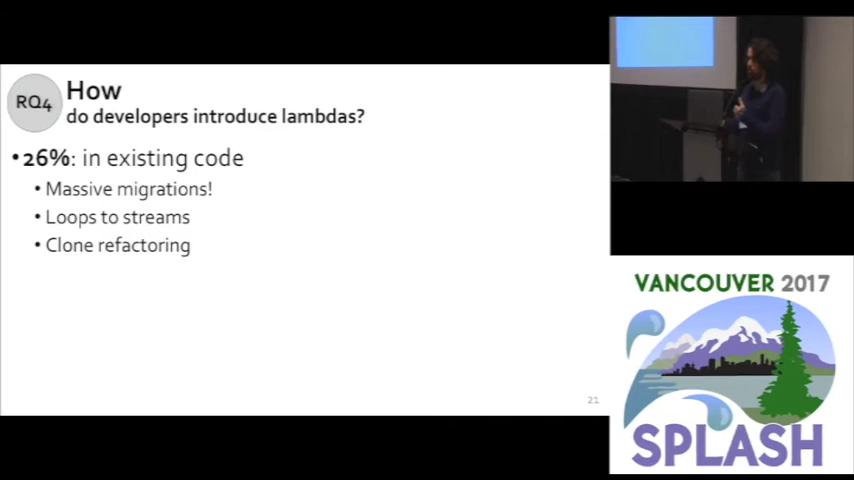 RQ4
How
do developers introduce lambdas?
•26%: in existing code
• Massive migrations!
• Loops to streams
• Clone refactoring
21
VANCOUVER 2017
SPLASH